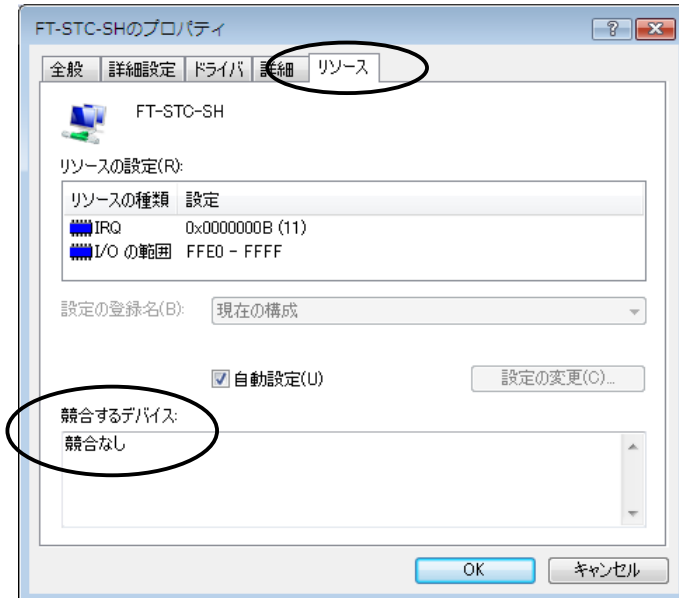 FT-STC-SHのプロパティ
全般 詳細設定 ドライバ 詳細 リソース
FT-STC-SH
リソースの設定(R):
リソースの種類 設定
IRQ 0x0000000B (11)
I/O の範囲 FFE0 - FFFF
設定の登録名(B): 現在の構成
自動設定(U) 設定の変更(C)...
競合するデバイス:
競合なし
OK キャンセル